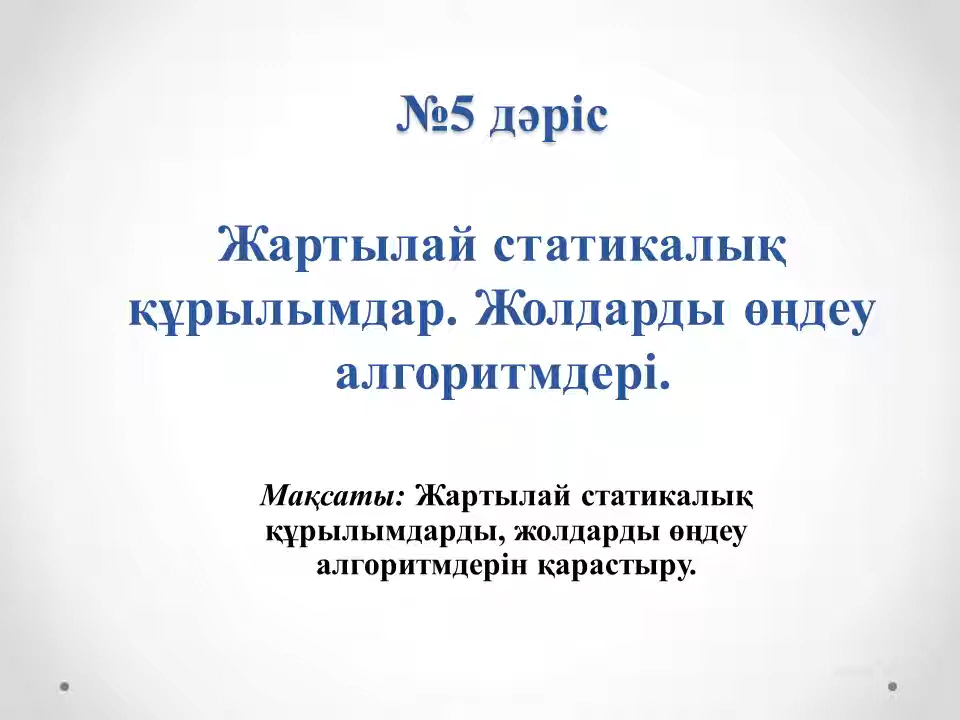 №5 дәріс
Жартылай статикалық
құрылымдар. Жолдарды өңдеу
алгоритмдері.
Мақсаты: Жартылай статикалық
құрылымдарды, жолдарды өңдеу
алгоритмдерін қарастыру.